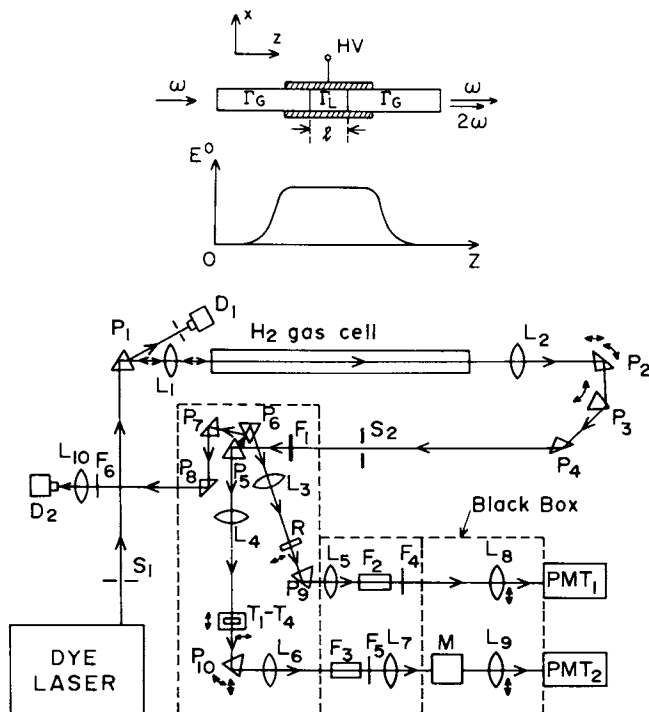 x
z
HV
ω
Γ_G
Γ_L
Γ_G
ω
2ω
ℓ
E⁰
O
Z
P₁
D₁
H₂ gas cell
L₁
L₂
P₂
P₃
P₄
P₇
P₆
F₁
S₂
L₁₀
F₆
P₈
P₅
L₃
D₂
L₄
R
Black Box
S₁
L₅
F₂
F₄
L₈
PMT₁
P₉
T₁-T₄
DYE
LASER
P₁₀
L₆
F₃
F₅
L₇
M
L₉
PMT₂